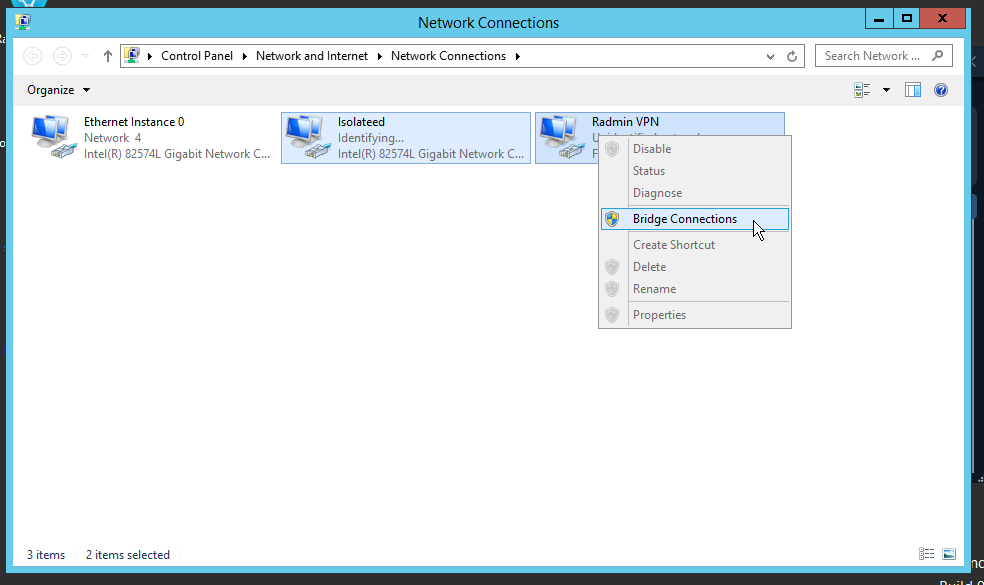 Network Connections
Control Panel Network and Internet Network Connections
Search Network ...
Organize
Ethernet Instance 0
Network 4
Intel(R) 82574L Gigabit Network C...
Isolateed
Identifying...
Intel(R) 82574L Gigabit Network C...
Radmin VPN
Disable
Status
Diagnose
Bridge Connections
Create Shortcut
Delete
Rename
Properties
3 items 2 items selected